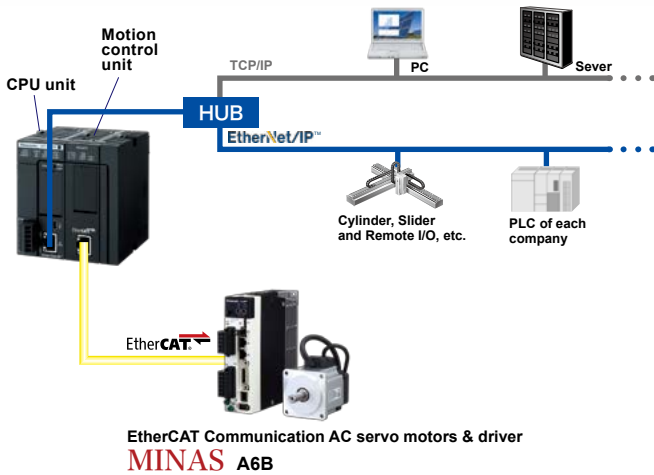 Motion
control
unit
CPU unit
TCP/IP
PC
Sever
HUB
EtherNet/IP™
Cylinder, Slider
and Remote I/O, etc.
PLC of each
company
EtherCAT®
EtherCAT Communication AC servo motors & driver
MINAS A6B